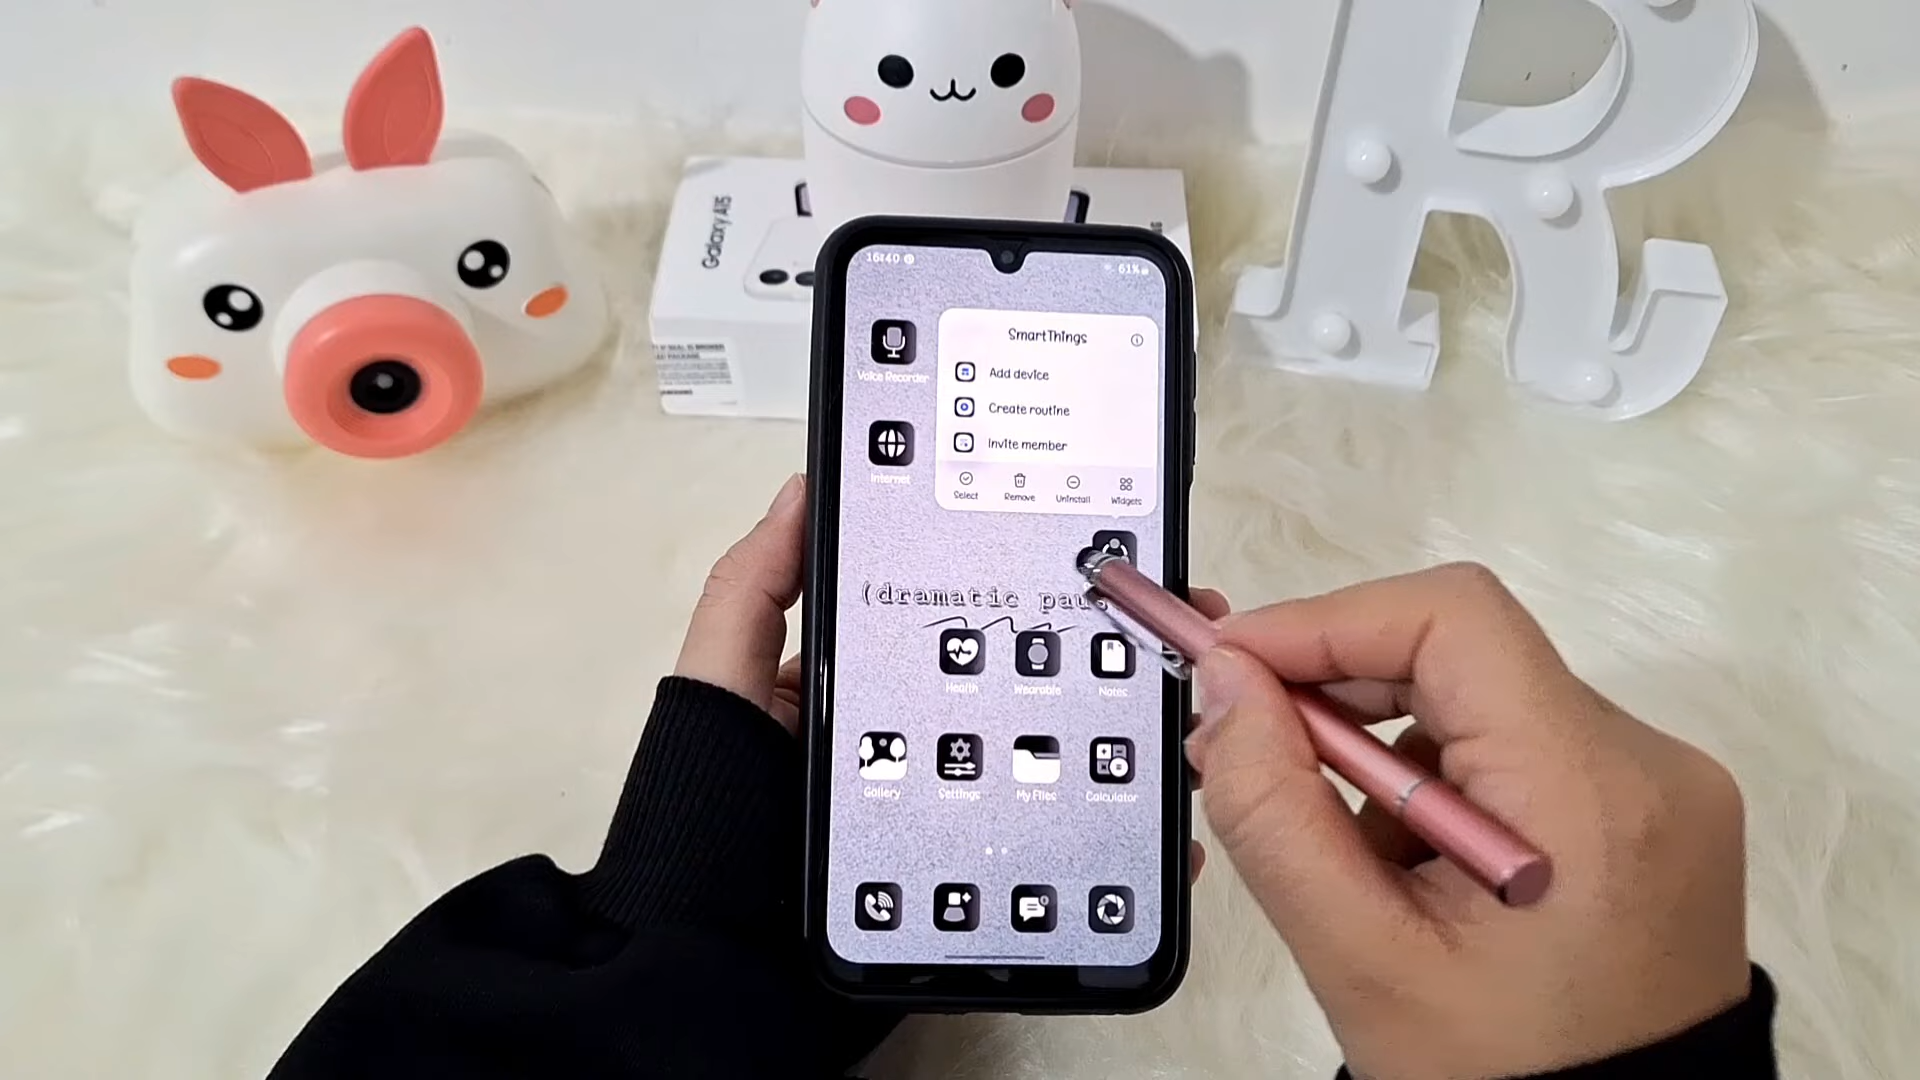 Galaxy A15
16:40
61%
SmartThings
Add device
Create routine
Invite member
Select
Remove
Uninstall
Widgets
Voice Recorder
Internet
(dramatic
Health
Wearable
Notes
Gallery
Settings
My Files
Calculator
R